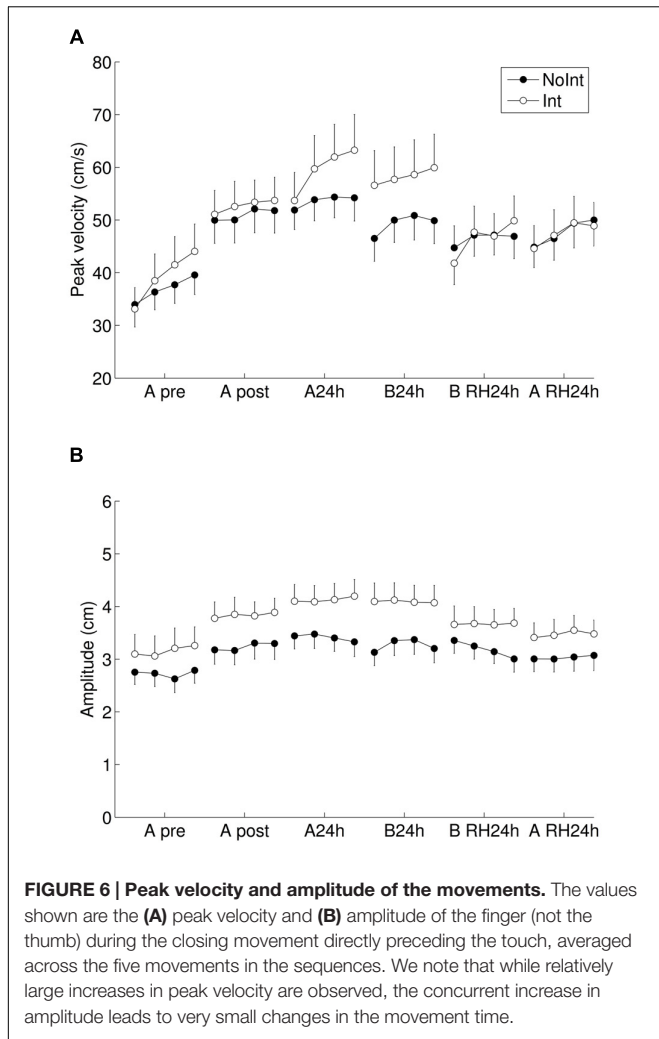 A
80
70
60
50
40
30
20
Peak velocity (cm/s)
NoInt
Int
A pre
A post
A24h
B24h
B RH24h
A RH24h
B
6
5
4
3
2
1
0
Amplitude (cm)
A pre
A post
A24h
B24h
B RH24h
A RH24h
FIGURE 6 | Peak velocity and amplitude of the movements. The values
shown are the (A) peak velocity and (B) amplitude of the finger (not the
thumb) during the closing movement directly preceding the touch, averaged
across the five movements in the sequences. We note that while relatively
large increases in peak velocity are observed, the concurrent increase in
amplitude leads to very small changes in the movement time.